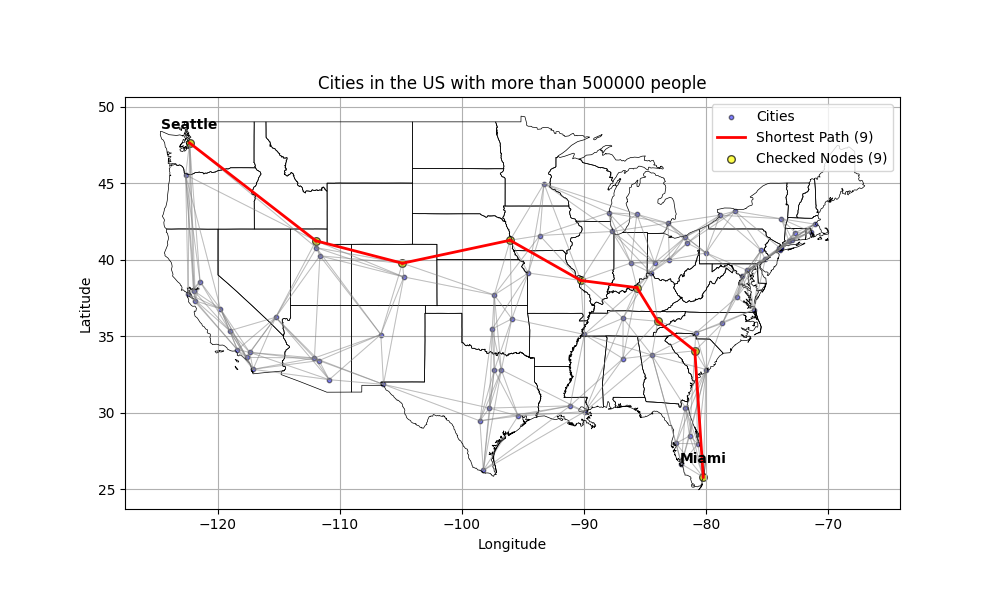 Cities in the US with more than 500000 people
Cities
Shortest Path (9)
Checked Nodes (9)
Seattle
Miami
50
45
40
35
30
25
Latitude
−120
−110
−100
−90
−80
−70
Longitude